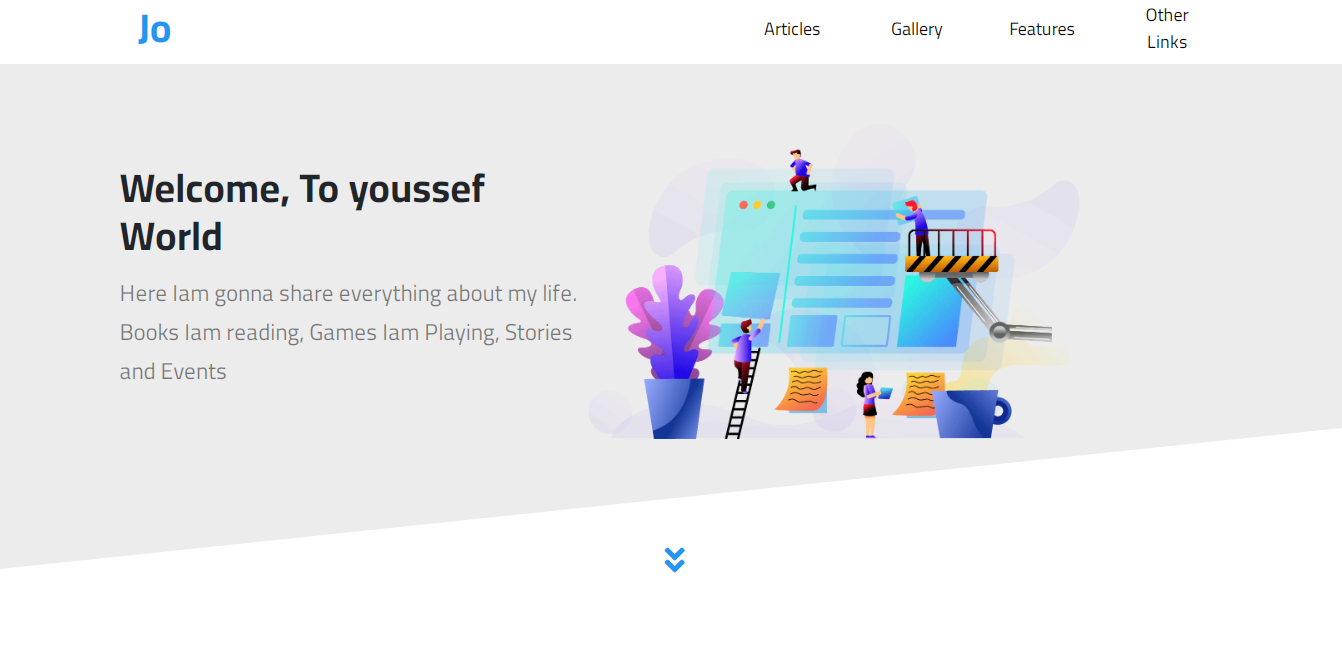 Jo
Articles
Gallery
Features
Other
Links
Welcome, To youssef
World
Here Iam gonna share everything about my life.
Books Iam reading, Games Iam Playing, Stories
and Events